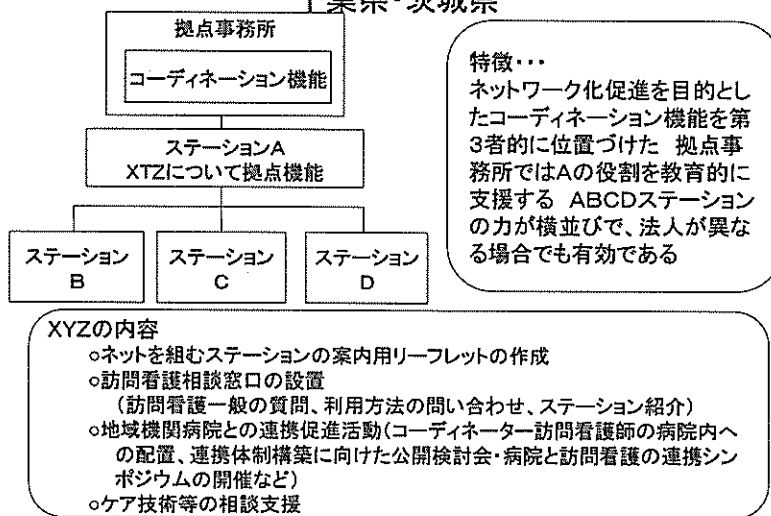 葉県・茨城県
拠点事務所
コーディネーション機能
ステーションA
XTZについて拠点機能
ステーション
B
ステーション
C
ステーション
D
特徴・・・
ネットワーク化促進を目的とし
たコーディネーション機能を第
3者的に位置づけた 拠点事
務所ではAの役割を教育的に
支援する ABCDステーション
の力が横並びで、法人が異な
る場合でも有効である
XYZの内容
○ネットを組むステーションの案内用リーフレットの作成
○訪問看護相談窓口の設置
(訪問看護一般の質問、利用方法の問い合わせ、ステーション紹介)
○地域機関病院との連携促進活動(コーディネーター訪問看護師の病院内へ
の配置、連携体制構築に向けた公開検討会・病院と訪問看護の連携シン
ポジウムの開催など)
○ケア技術等の相談支援